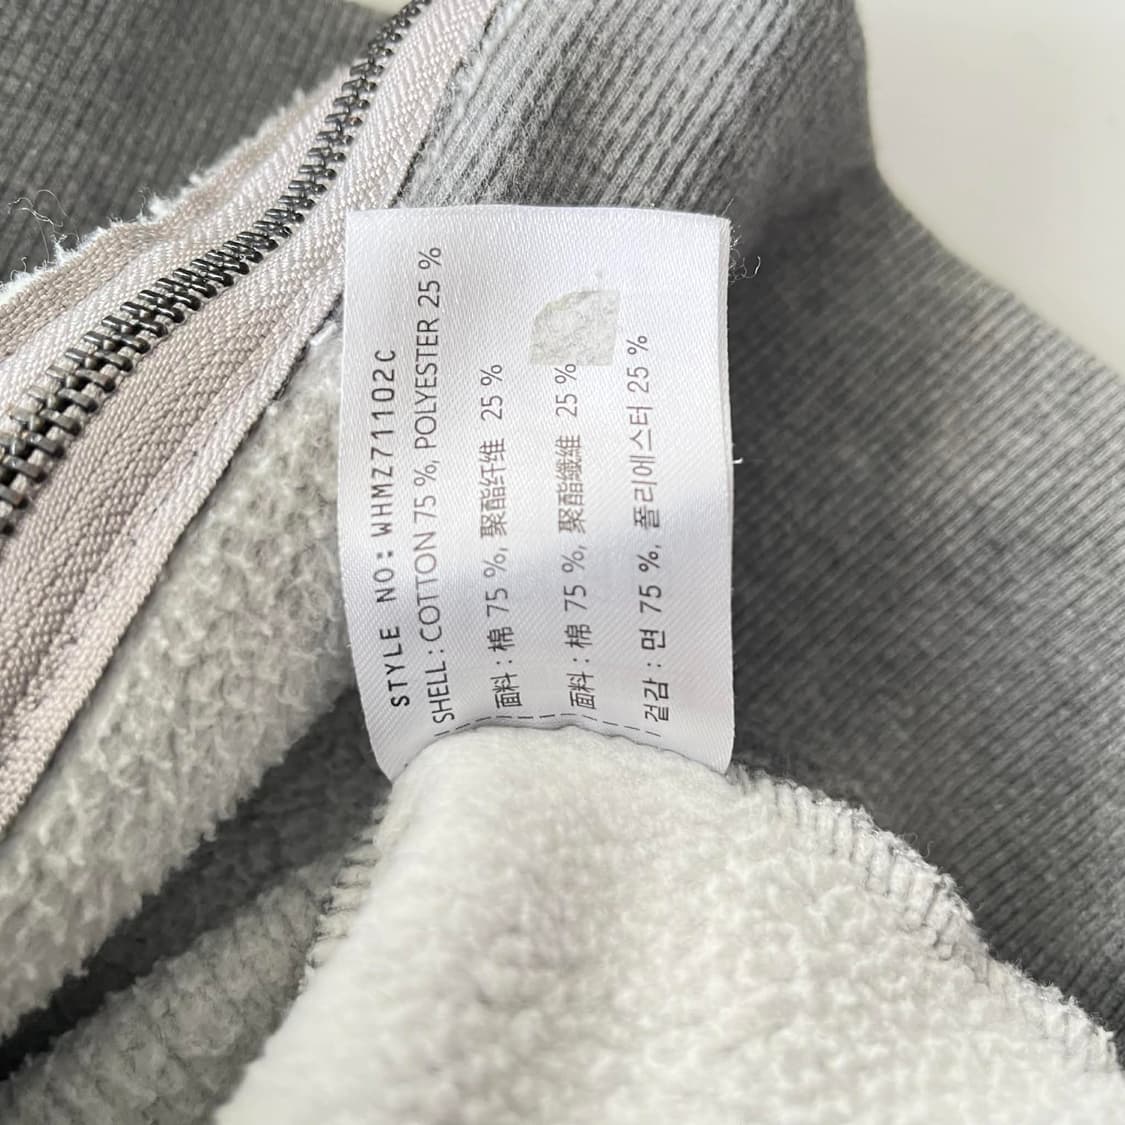 STYLE NO: WHMZ71102C
SHELL : COTTON 75 %, POLYESTER 25 %
面料 : 棉 75 %, 聚酯纤维 25 %
面料 : 棉 75 %, 聚酯纖維 25 %
겉감 : 면 75 %, 폴리에스터 25 %